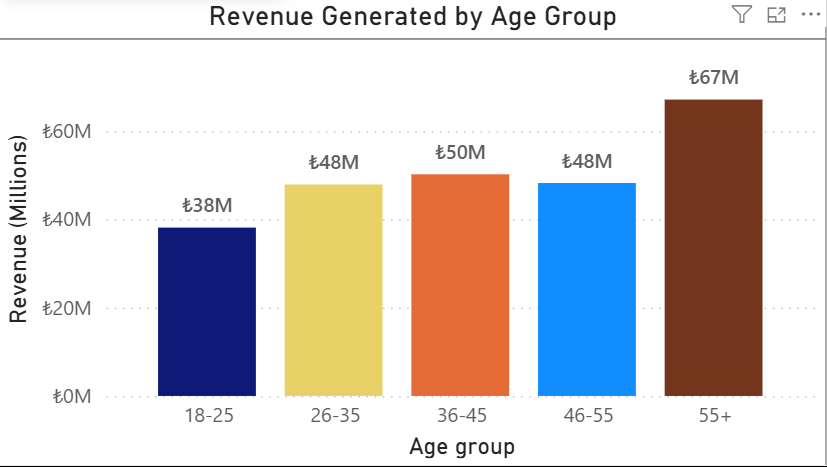 Revenue Generated by Age Group
Revenue (Millions)
₺60M
₺40M
₺20M
₺0M
₺38M
₺48M
₺50M
₺48M
₺67M
18-25
26-35
36-45
46-55
55+
Age group